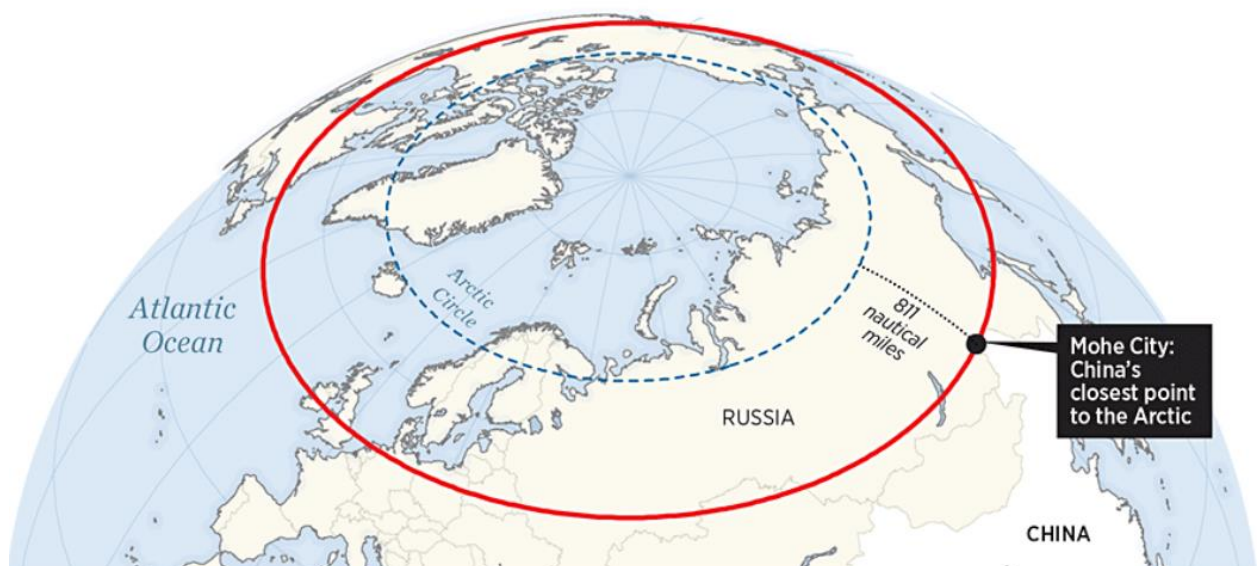 Atlantic
Ocean
Arctic
Circle
811
nautical
miles
Mohe City:
China's
closest point
to the Arctic
RUSSIA
CHINA